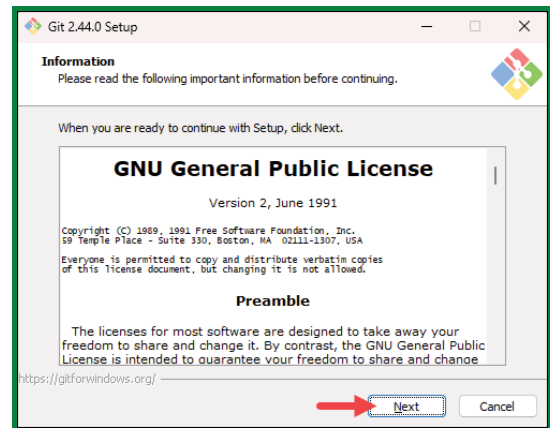 Git 2.44.0 Setup
Information
Please read the following important information before continuing.
When you are ready to continue with Setup, click Next.
GNU General Public License
Version 2, June 1991
Copyright (C) 1989, 1991 Free Software Foundation, Inc.
59 Temple Place - Suite 330, Boston, MA  02111-1307, USA
Everyone is permitted to copy and distribute verbatim copies
of this license document, but changing it is not allowed.
Preamble
The licenses for most software are designed to take away your
freedom to share and change it. By contrast, the GNU General Public
License is intended to guarantee your freedom to share and change
https://gitforwindows.org/
Next
Cancel